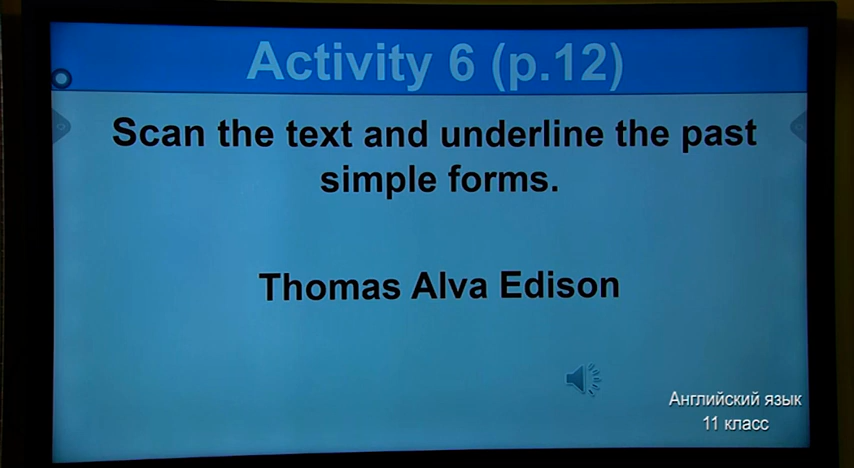 Activity 6 (p.12)
Scan the text and underline the past
simple forms.
Thomas Alva Edison
Английский язык
11 класс